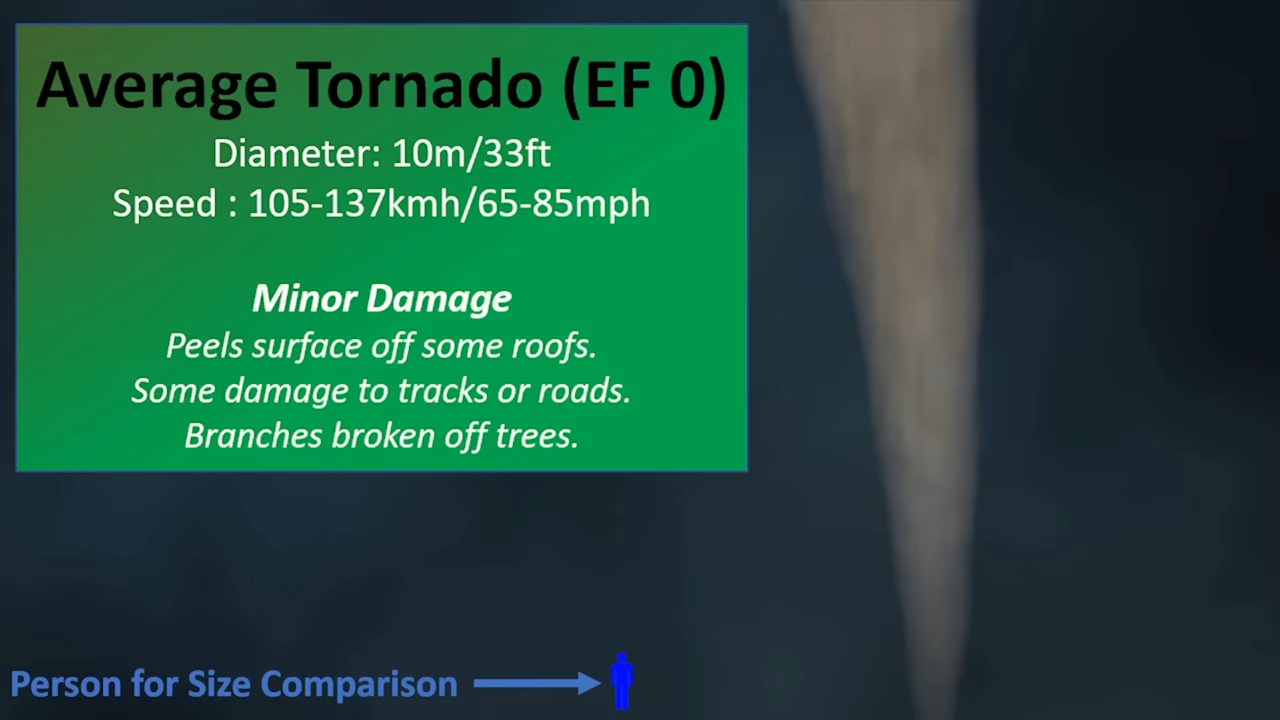 Average Tornado (EF 0)
Diameter: 10m/33ft
Speed : 105-137kmh/65-85mph
Minor Damage
Peels surface off some roofs.
Some damage to tracks or roads.
Branches broken off trees.
Person for Size Comparison